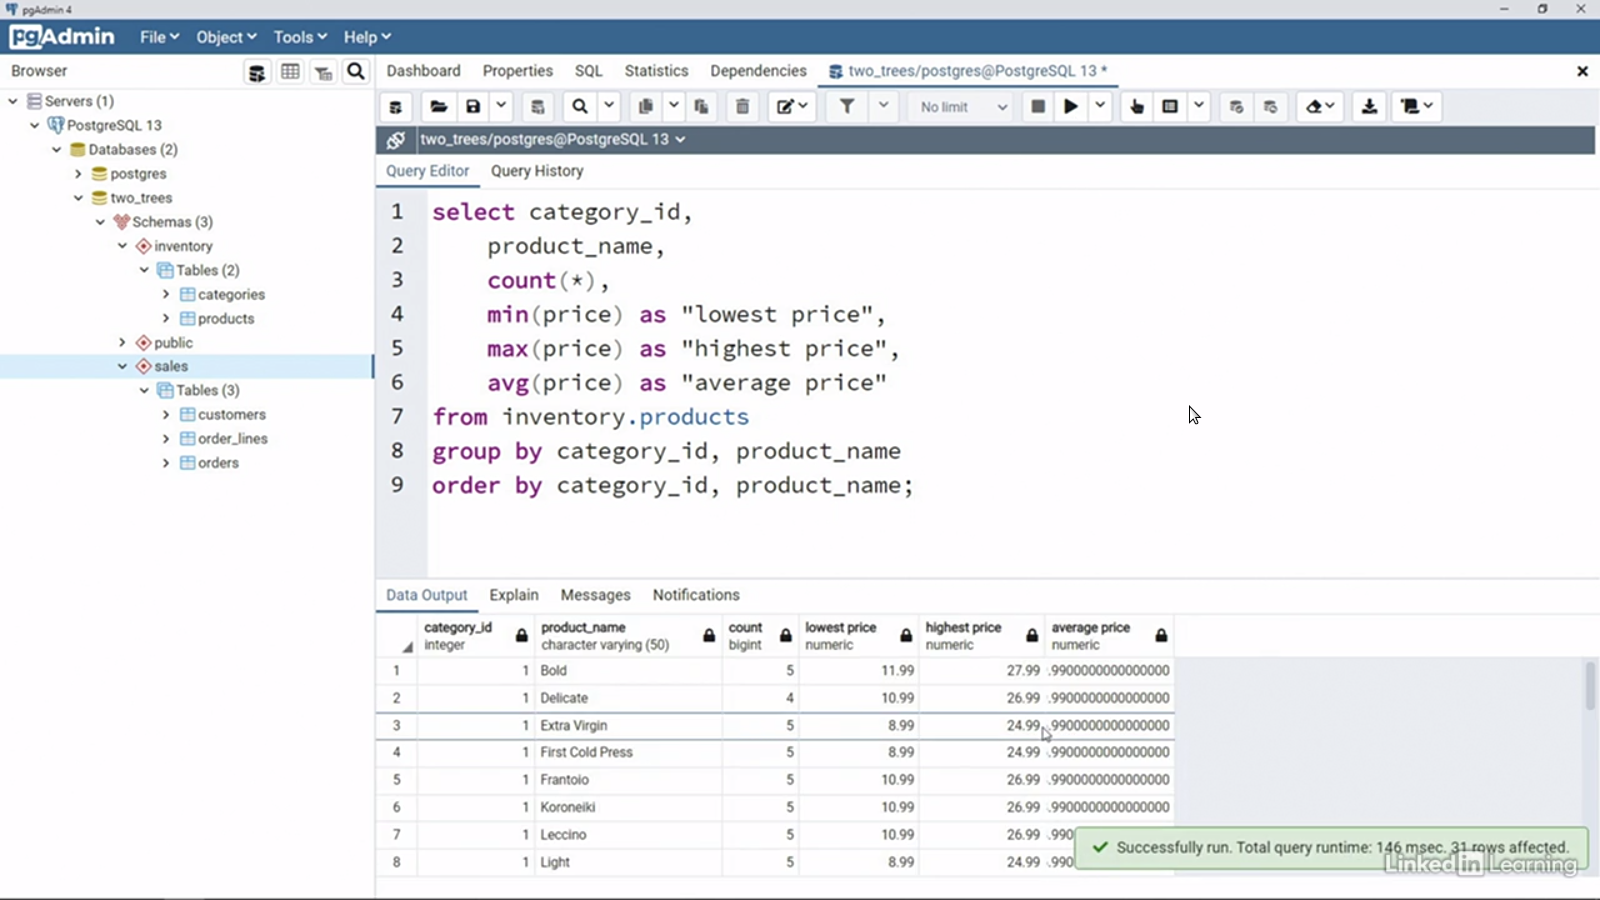 pgAdmin 4
pgAdmin File Object Tools Help
Browser
Dashboard Properties SQL Statistics Dependencies two_trees/postgres@PostgreSQL 13 *
No limit
Servers (1)
PostgreSQL 13
Databases (2)
postgres
two_trees
Schemas (3)
inventory
Tables (2)
categories
products
public
sales
Tables (3)
customers
order_lines
orders
two_trees/postgres@PostgreSQL 13
Query Editor Query History
1 select category_id,
2 product_name,
3 count(*),
4 min(price) as "lowest price",
5 max(price) as "highest price",
6 avg(price) as "average price"
7 from inventory.products
8 group by category_id, product_name
9 order by category_id, product_name;
Data Output Explain Messages Notifications
category_id product_name count lowest price highest price average price
integer character varying (50) bigint numeric numeric numeric
1 1 Bold 5 11.99 27.99 .9900000000000000
2 1 Delicate 4 10.99 26.99 .9900000000000000
3 1 Extra Virgin 5 8.99 24.99 .9900000000000000
4 1 First Cold Press 5 8.99 24.99 .9900000000000000
5 1 Frantoio 5 10.99 26.99 .9900000000000000
6 1 Koroneiki 5 10.99 26.99 .9900000000000000
7 1 Leccino 5 10.99 26.99 .990
8 1 Light 5 8.99 24.99 .990
Successfully run. Total query runtime: 146 msec. 31 rows affected.
LinkedIn Learning